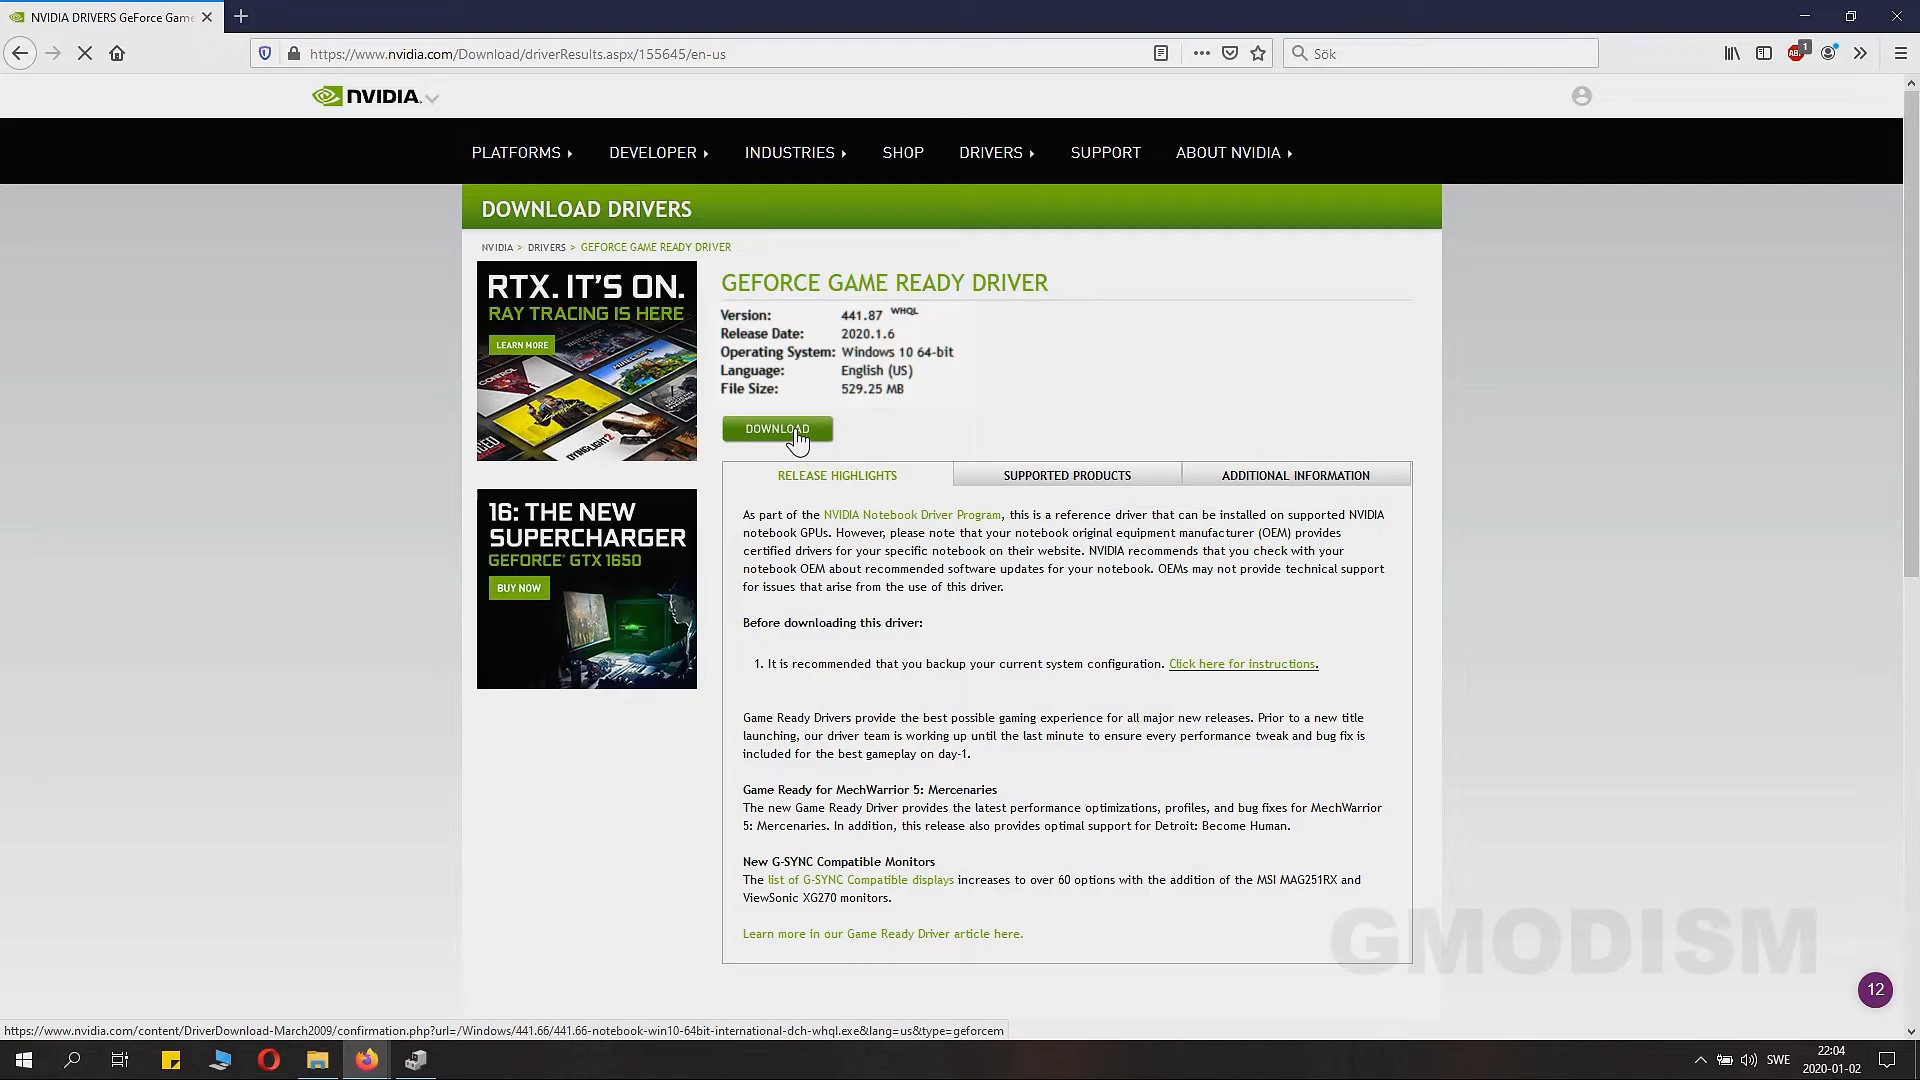 NVIDIA DRIVERS GeForce Game
https://www.nvidia.com/Download/driverResults.aspx/155645/en-us
Sök
ABP
1
NVIDIA.
PLATFORMS
DEVELOPER
INDUSTRIES
SHOP
DRIVERS
SUPPORT
ABOUT NVIDIA
DOWNLOAD DRIVERS
NVIDIA > DRIVERS > GEFORCE GAME READY DRIVER
RTX. IT'S ON.
RAY TRACING IS HERE
LEARN MORE
CONTROL
MINECRAFT
DYING LIGHT 2
GEFORCE GAME READY DRIVER
Version: 441.87 WHQL
Release Date: 2020.1.6
Operating System: Windows 10 64-bit
Language: English (US)
File Size: 529.25 MB
DOWNLOAD
RELEASE HIGHLIGHTS
SUPPORTED PRODUCTS
ADDITIONAL INFORMATION
16: THE NEW
SUPERCHARGER
GEFORCE® GTX 1650
BUY NOW
As part of the NVIDIA Notebook Driver Program, this is a reference driver that can be installed on supported NVIDIA
notebook GPUs. However, please note that your notebook original equipment manufacturer (OEM) provides
certified drivers for your specific notebook on their website. NVIDIA recommends that you check with your
notebook OEM about recommended software updates for your notebook. OEMs may not provide technical support
for issues that arise from the use of this driver.
Before downloading this driver:
1. It is recommended that you backup your current system configuration. Click here for instructions.
Game Ready Drivers provide the best possible gaming experience for all major new releases. Prior to a new title
launching, our driver team is working up until the last minute to ensure every performance tweak and bug fix is
included for the best gameplay on day-1.
Game Ready for MechWarrior 5: Mercenaries
The new Game Ready Driver provides the latest performance optimizations, profiles, and bug fixes for MechWarrior
5: Mercenaries. In addition, this release also provides optimal support for Detroit: Become Human.
New G-SYNC Compatible Monitors
The list of G-SYNC Compatible displays increases to over 60 options with the addition of the MSI MAG251RX and
ViewSonic XG270 monitors.
Learn more in our Game Ready Driver article here.
GMODISM
12
https://www.nvidia.com/content/DriverDownload-March2009/confirmation.php?url=/Windows/441.66/441.66-notebook-win10-64bit-international-dch-whql.exe&lang=us&type=geforcem
SWE
22:04
2020-01-02